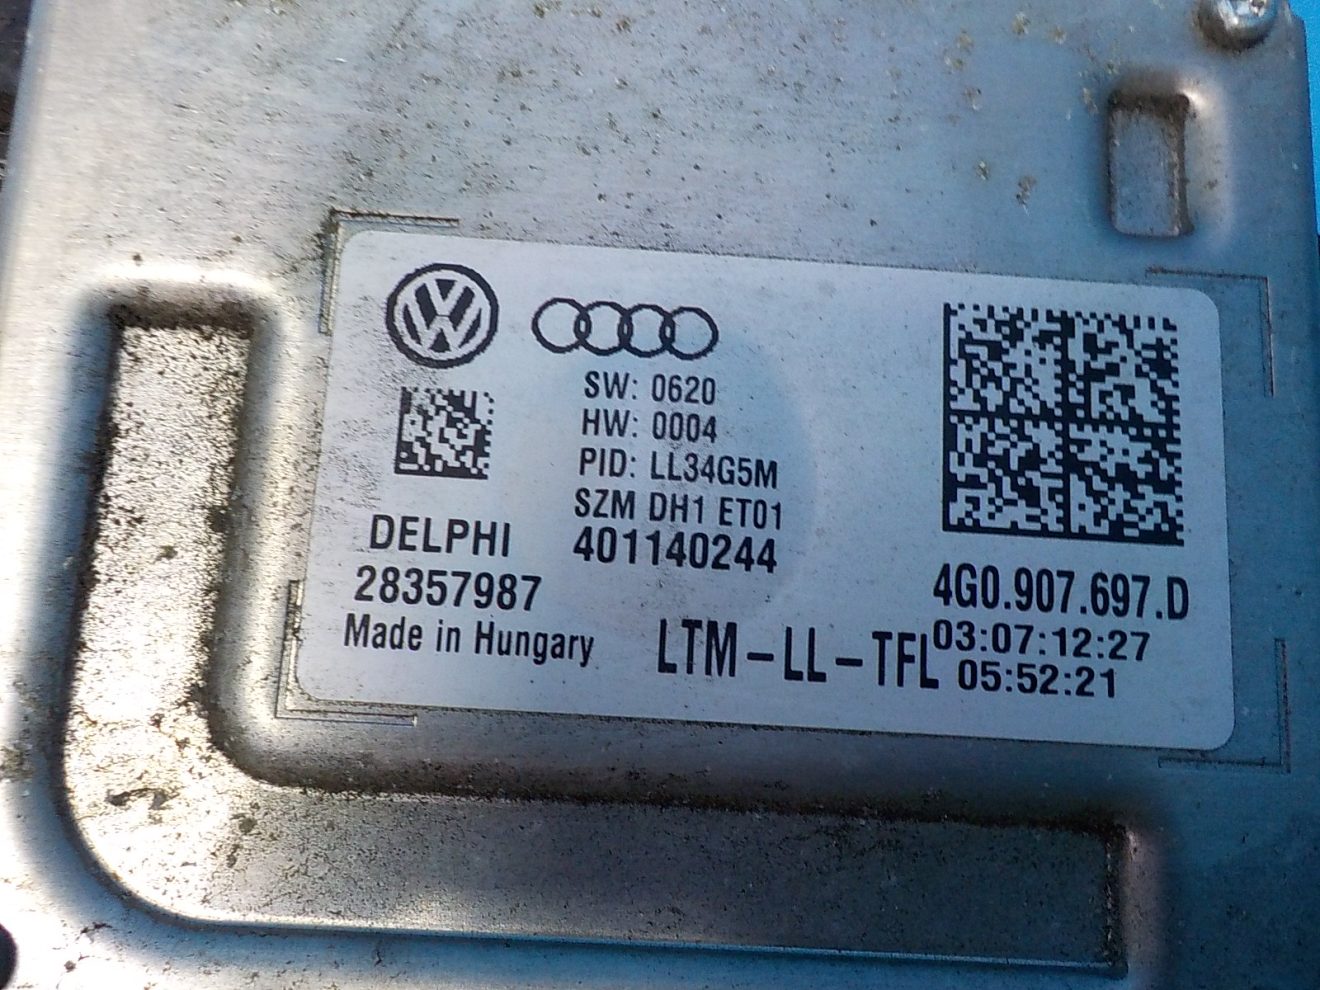 SW: 0620
HW: 0004
PID: LL34G5M
SZM DH1 ET01
401140244
DELPHI
28357987
Made in Hungary
LTM-LL-TFL
4G0.907.697.D
03:07:12:27
05:52:21